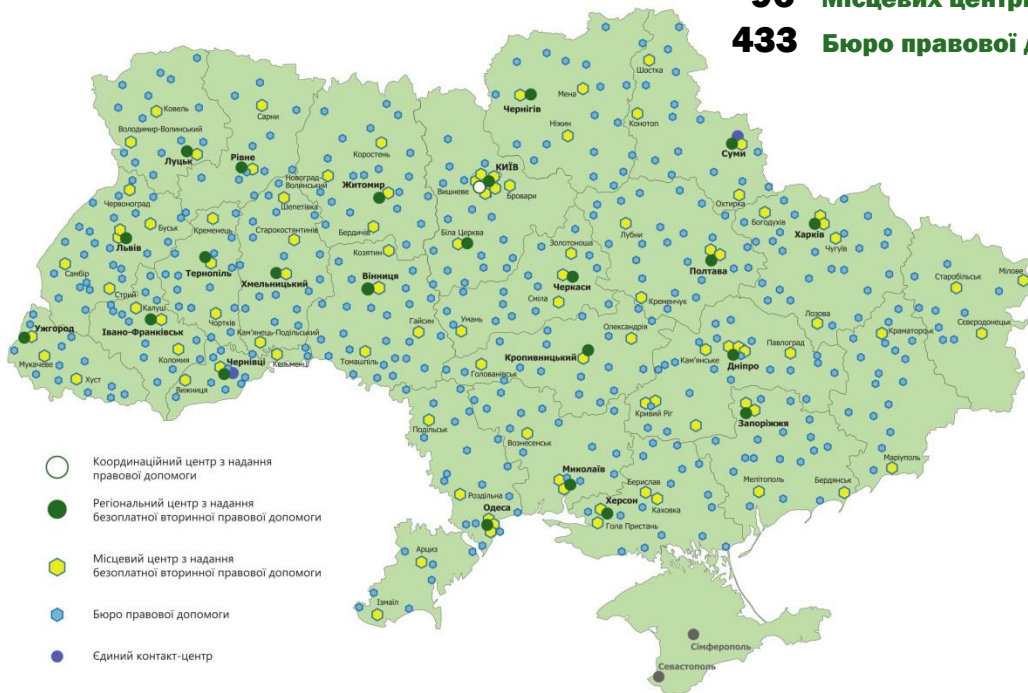 433 Бюро правової
Шостка
Чернігів
Мена
Ковель
Сарни
Ніжин
Конотоп
Володимир-Волинський
Суми
Луцьк
Рівне
Коростень
КИЇВ
Новоград-
Волинський
Житомир
Вишневе
Бровари
Шепетівка
Охтирка
Червоноград
Богодухів
Харків
Буськ
Кременець
Старокостянтинів
Бердичів
Біла Церква
Лубни
Чугуїв
Львів
Козятин
Золотоноша
Полтава
Самбір
Тернопіль
Хмельницький
Вінниця
Черкаси
Старобільськ
Мілове
Стрий
Сміла
Кременчук
Калуш
Ужгород
Івано-Франківськ
Чортків
Кам'янець-Подільський
Гайсин
Умань
Олександрія
Лозова
Краматорськ
Сєвєродонецьк
Мукачеве
Коломия
Чернівці
Кельменці
Томашпіль
Кропивницький
Кам'янське
Павлоград
Хуст
Вижниця
Голованівськ
Дніпро
Кривий Ріг
Запоріжжя
Подільськ
Вознесенськ
Координаційний центр з надання
правової допомоги
Миколаїв
Берислав
Маріуполь
Мелітополь
Бердянськ
Регіональний центр з надання
безоплатної вторинної правової допомоги
Роздільна
Херсон
Каховка
Одеса
Гола Пристань
Місцевий центр з надання
безоплатної вторинної правової допомоги
Арциз
Бюро правової допомоги
Ізмаїл
Сімферополь
Єдиний контакт-центр
Севастополь